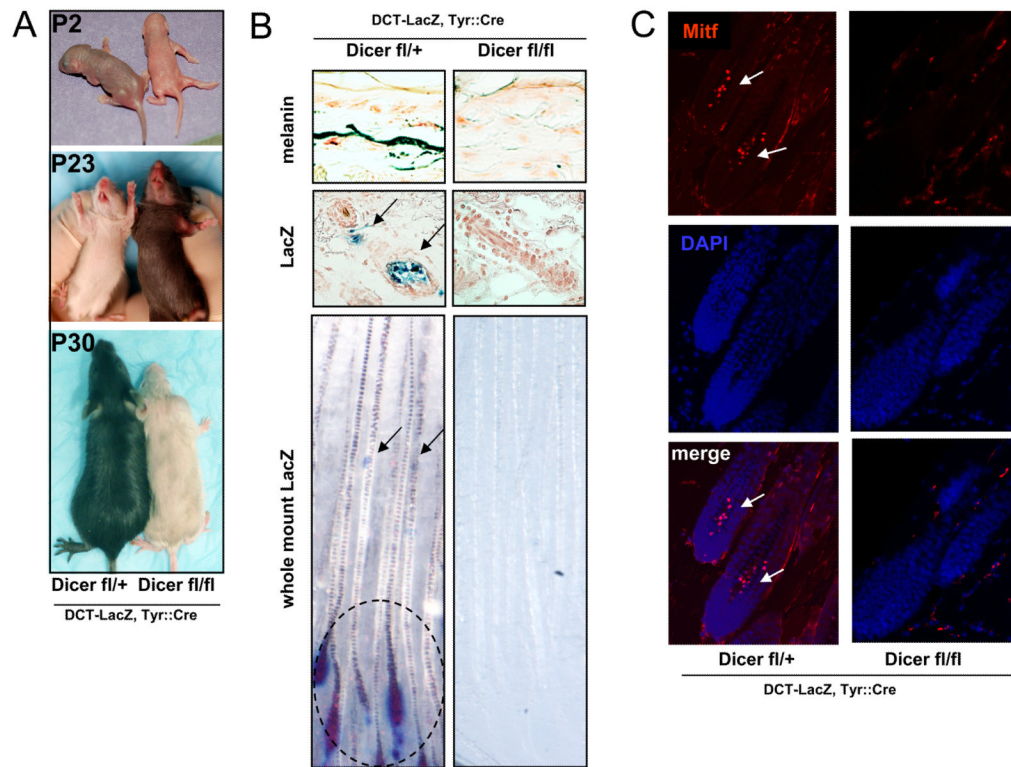 A
P2
P23
P30
Dicer fl/+ Dicer fl/fl
DCT-LacZ, Tyr::Cre
B
DCT-LacZ, Tyr::Cre
Dicer fl/+ Dicer fl/fl
melanin
LacZ
whole mount LacZ
C
Mitf
DAPI
merge
Dicer fl/+ Dicer fl/fl
DCT-LacZ, Tyr::Cre